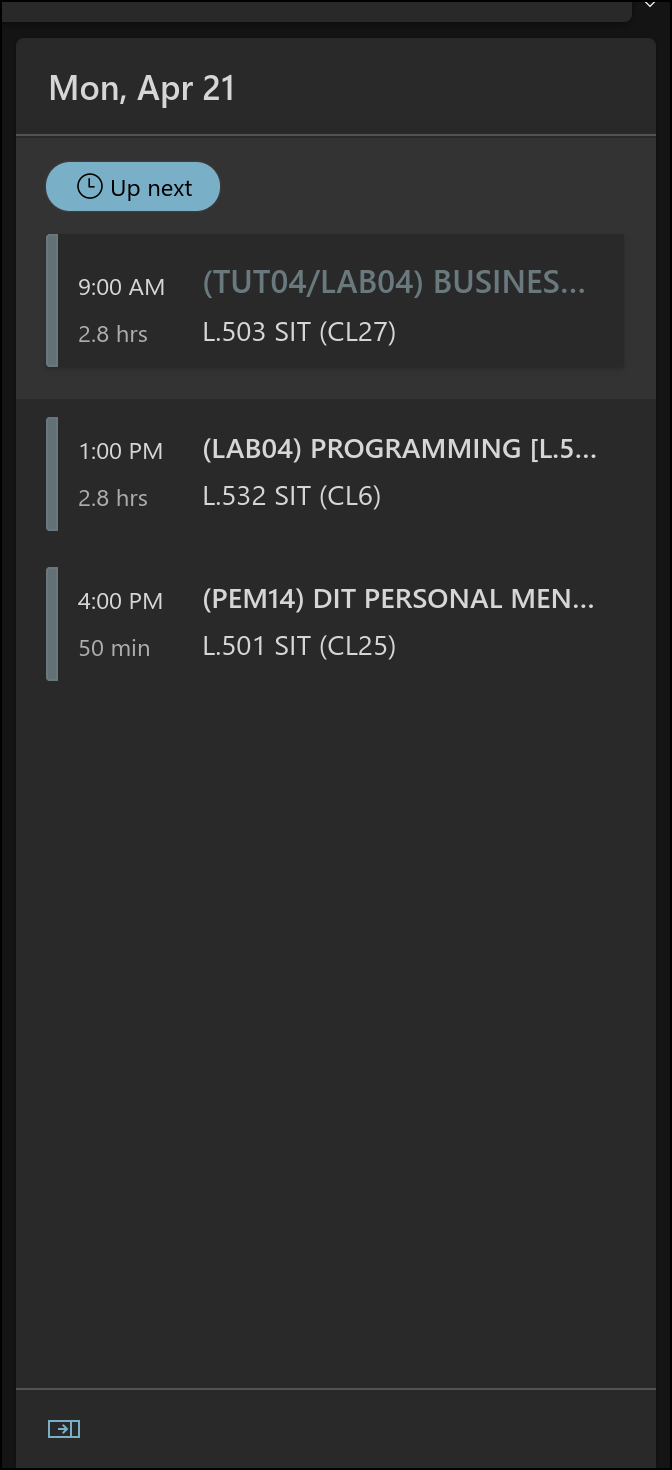 Mon, Apr 21
Up next
9:00 AM (TUT04/LAB04) BUSINES...
2.8 hrs L.503 SIT (CL27)
1:00 PM (LAB04) PROGRAMMING [L.5...
2.8 hrs L.532 SIT (CL6)
4:00 PM (PEM14) DIT PERSONAL MEN...
50 min L.501 SIT (CL25)